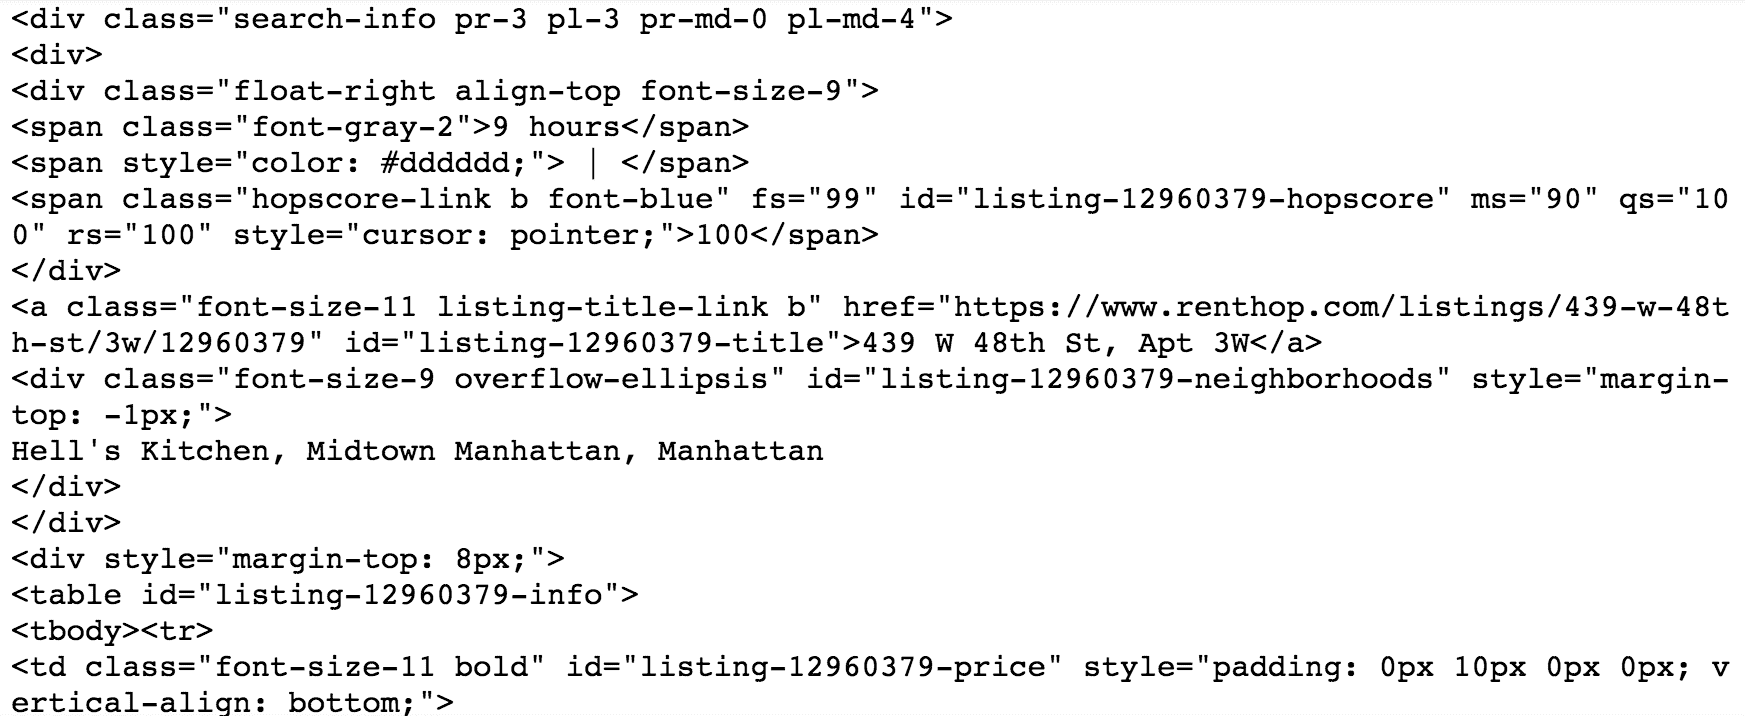 <div class="search-info pr-3 pl-3 pr-md-0 pl-md-4">
<div>
<div class="float-right align-top font-size-9">
<span class="font-gray-2">9 hours</span>
<span style="color: #dddddd;"> | </span>
<span class="hopscore-link b font-blue" fs="99" id="listing-12960379-hopscore" ms="90" qs="10
0" rs="100" style="cursor: pointer;">100</span>
</div>
<a class="font-size-11 listing-title-link b" href="https://www.renthop.com/listings/439-w-48t
h-st/3w/12960379" id="listing-12960379-title">439 W 48th St, Apt 3W</a>
<div class="font-size-9 overflow-ellipsis" id="listing-12960379-neighborhoods" style="margin-
top: -1px;">
Hell's Kitchen, Midtown Manhattan, Manhattan
</div>
</div>
<div style="margin-top: 8px;">
<table id="listing-12960379-info">
<tbody><tr>
<td class="font-size-11 bold" id="listing-12960379-price" style="padding: 0px 10px 0px 0px; v
ertical-align: bottom;">